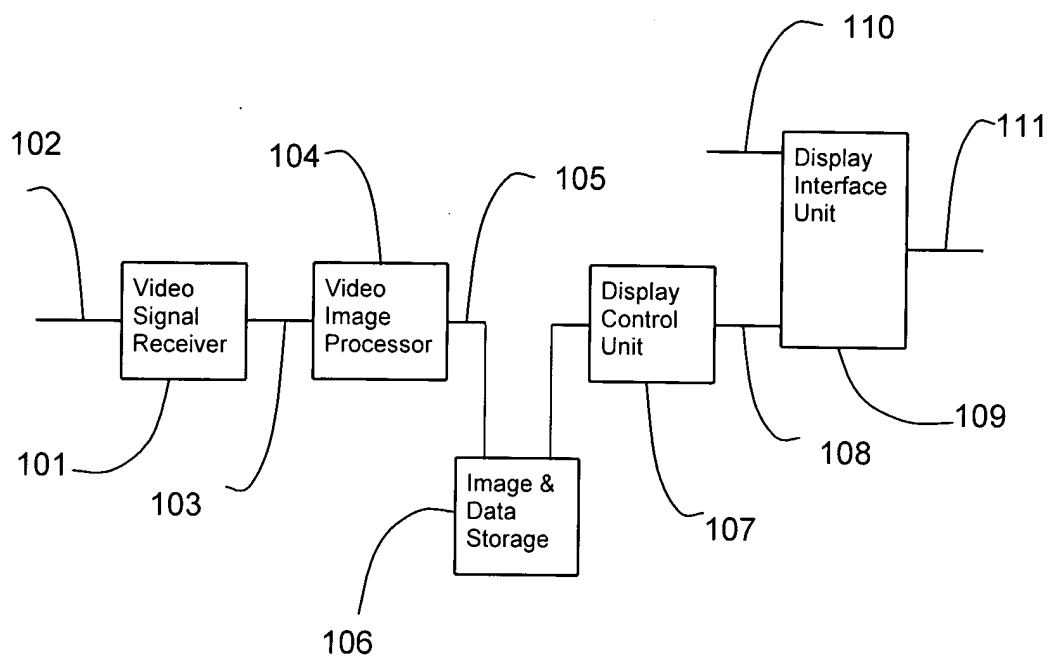 110
102
104
105
111
Display
Interface
Unit
Video
Signal
Receiver
Video
Image
Processor
Display
Control
Unit
101
103
Image &
Data
Storage
107
108
109
106